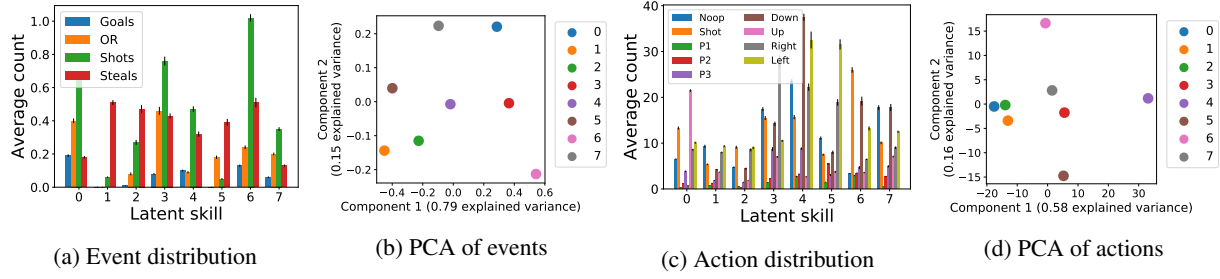 Average count
1.0
0.8
0.6
0.4
0.2
0.0
Goals
OR
Shots
Steals
0 1 2 3 4 5 6 7
Latent skill
(a) Event distribution
Component 2
(0.15 explained variance)
0.2
0.1
0.0
−0.1
−0.2
−0.4 −0.2 0.0 0.2 0.4 0.6
Component 1 (0.79 explained variance)
0
1
2
3
4
5
6
7
(b) PCA of events
Average count
40
30
20
10
0
Noop
Shot
P1
P2
P3
Down
Up
Right
Left
0 1 2 3 4 5 6 7
Latent skill
(c) Action distribution
Component 2
(0.16 explained variance)
15
10
5
0
−5
−10
−15
−20 −10 0 10 20 30
Component 1 (0.58 explained variance)
0
1
2
3
4
5
6
7
(d) PCA of actions